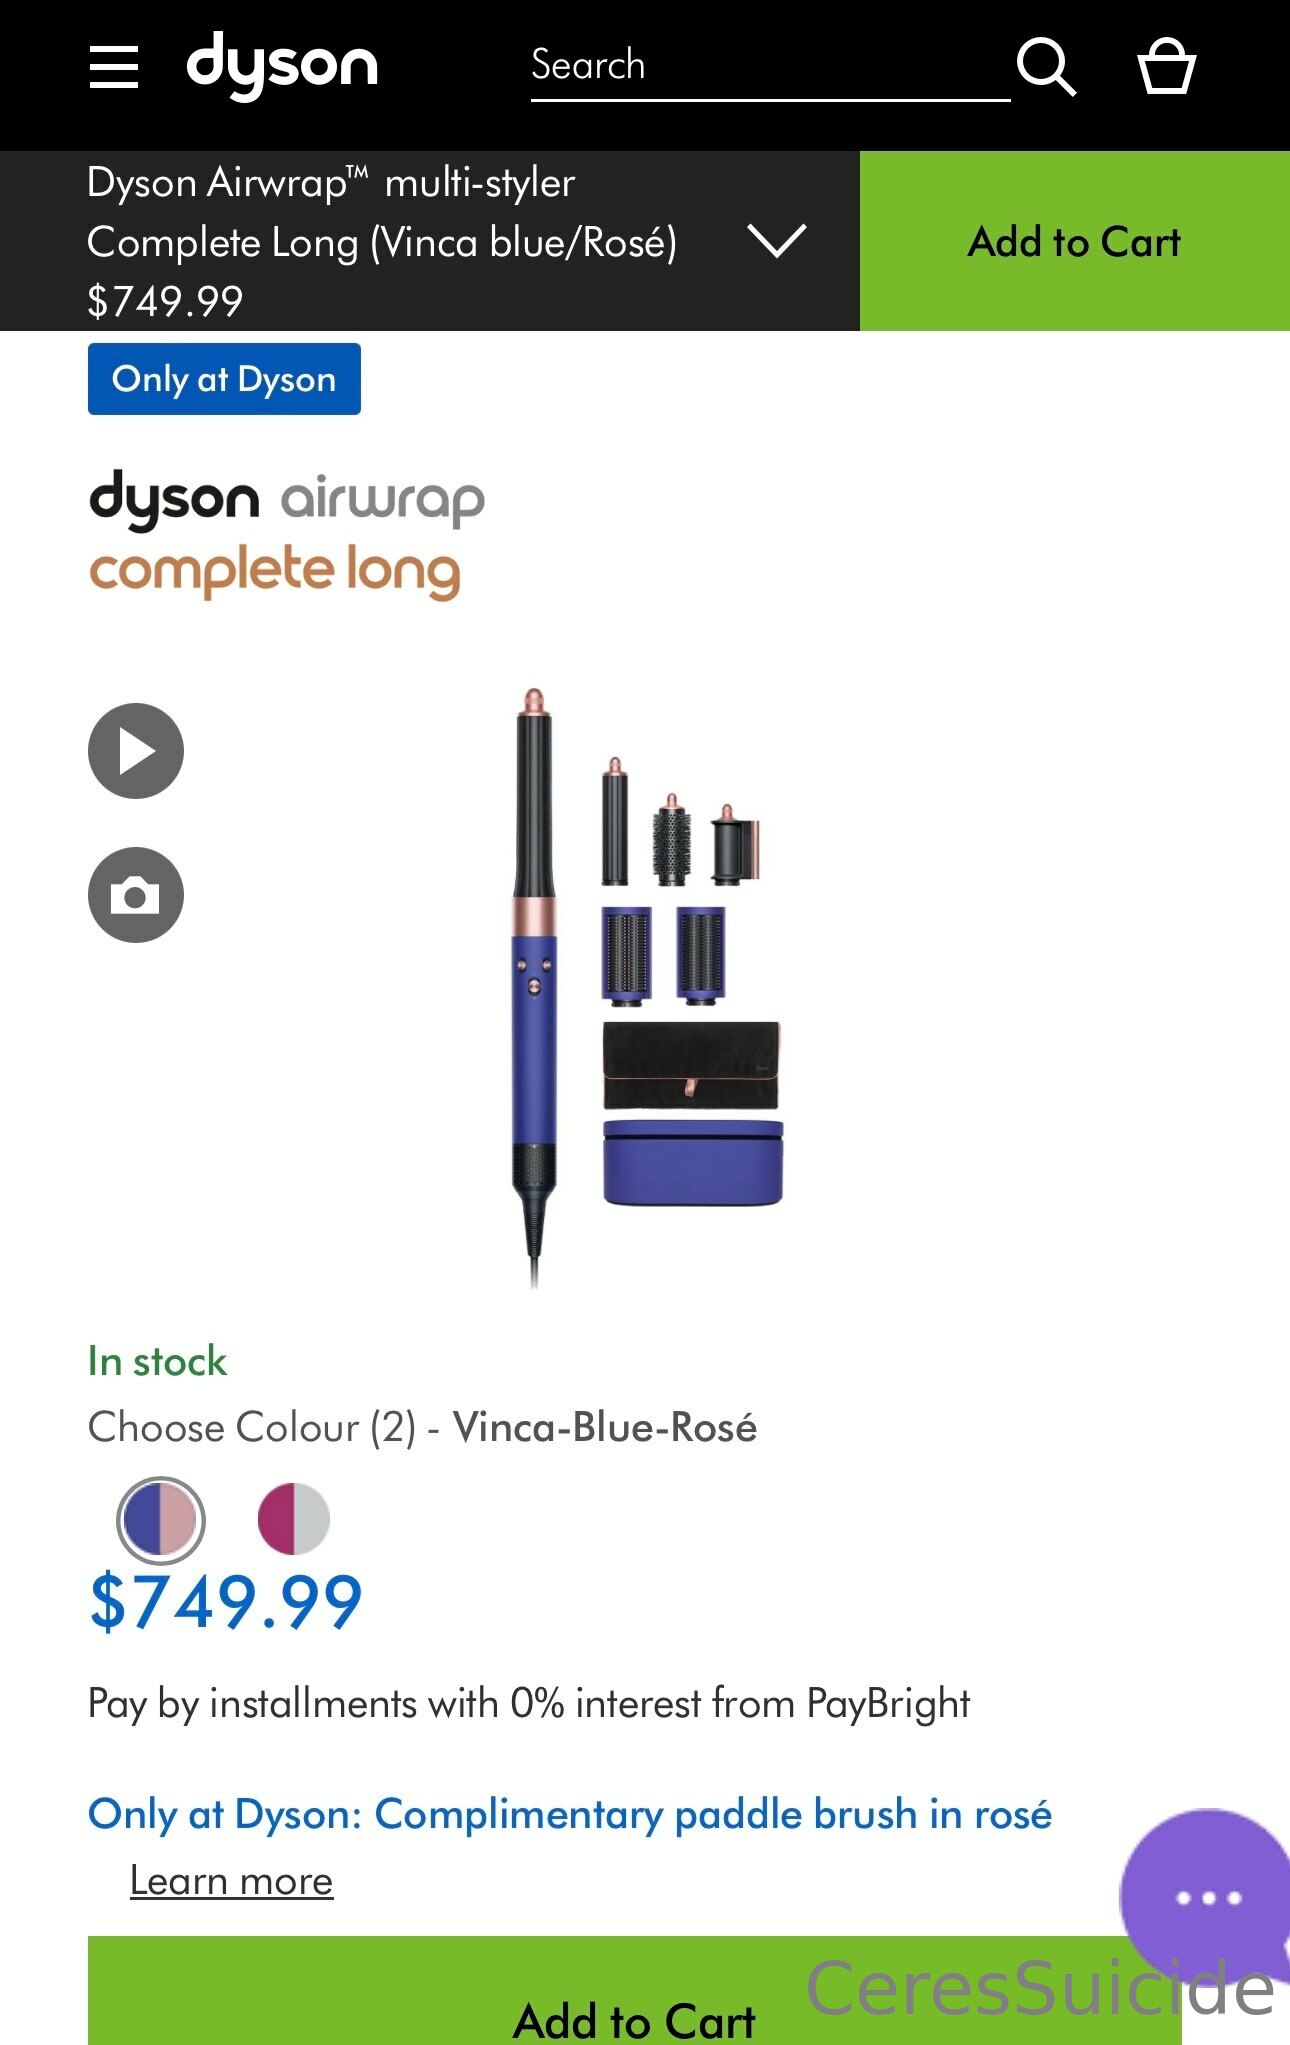 dyson
Search
Dyson Airwrap™ multi-styler
Complete Long (Vinca blue/Rosé)
$749.99
Add to Cart
Only at Dyson
dyson airwrap
complete long
In stock
Choose Colour (2) - Vinca-Blue-Rosé
$749.99
Pay by installments with 0% interest from PayBright
Only at Dyson: Complimentary paddle brush in rosé
Learn more
Add to Cart
CeresSuicide